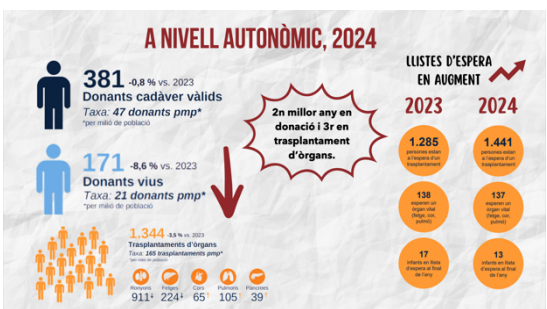 A NIVELL AUTONÒMIC, 2024
381 -0,8 % vs. 2023
Donants cadàver vàlids
Taxa: 47 donants pmp*
*per milió de població
171 -8,6 % vs. 2023
Donants vius
Taxa: 21 donants pmp*
*per milió de població
1.344 -3,5 % vs. 2023
Trasplantaments d'òrgans
Taxa: 165 trasplantaments pmp*
*per milió de població
Ronyons Fetges Cors Pulmons Pàncrees
911↓ 224↓ 65↑ 105↑ 39↑
2n millor any en
donació i 3r en
trasplantament
d'òrgans.
LLISTES D'ESPERA
EN AUGMENT
2023 2024
1.285
persones estan
a l'espera d'un
trasplantament
1.441
persones estan
a l'espera d'un
trasplantament
138
esperen un
òrgan vital
(fetge, cor,
pulmó)
137
esperen un
òrgan vital
(fetge, cor,
pulmó)
17
infants en llista
d'espera al final
de l'any
13
infants en llista
d'espera al final
de l'any